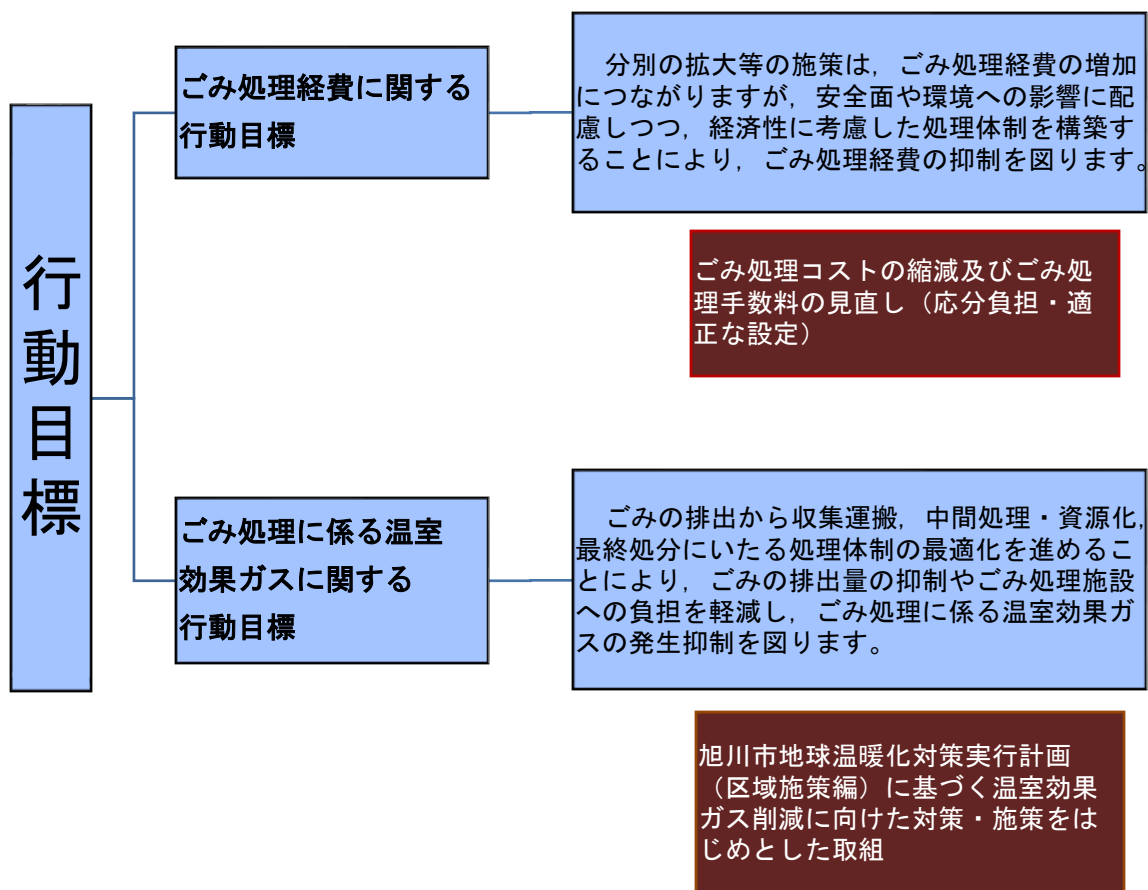 行動目標
ごみ処理経費に関する
行動目標
　分別の拡大等の施策は，ごみ処理経費の増加
につながりますが，安全面や環境への影響に配
慮しつつ，経済性に考慮した処理体制を構築す
ることにより，ごみ処理経費の抑制を図ります。
ごみ処理コストの縮減及びごみ処
理手数料の見直し（応分負担・適
正な設定）
ごみ処理に係る温室
効果ガスに関する
行動目標
　ごみの排出から収集運搬，中間処理・資源化，
最終処分にいたる処理体制の最適化を進めるこ
とにより，ごみの排出量の抑制やごみ処理施設
への負担を軽減し，ごみ処理に係る温室効果ガ
スの発生抑制を図ります。
旭川市地球温暖化対策実行計画
（区域施策編）に基づく温室効果
ガス削減に向けた対策・施策をは
じめとした取組